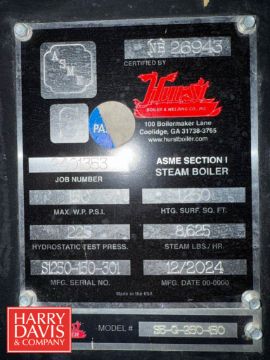 ASME
NB 26943
CERTIFIED BY
Hurst
BOILER & WELDING CO., INC.
100 Boilermaker Lane
Coolidge, GA 31738-3765
www.hurstboiler.com
PA
JOB NUMBER
ASME SECTION I
STEAM BOILER
150
MAX. W.P. P.S.I.
HTG. SURF. SQ. FT.
225
8,625
HYDROSTATIC TEST PRESS.
STEAM LBS./ HR.
S1250-150-301
12/2024
MFG. SERIAL NO.
MFG. DATE 00-0000
Made in the USA
HARRY
DAVIS
& COMPANY
MODEL #